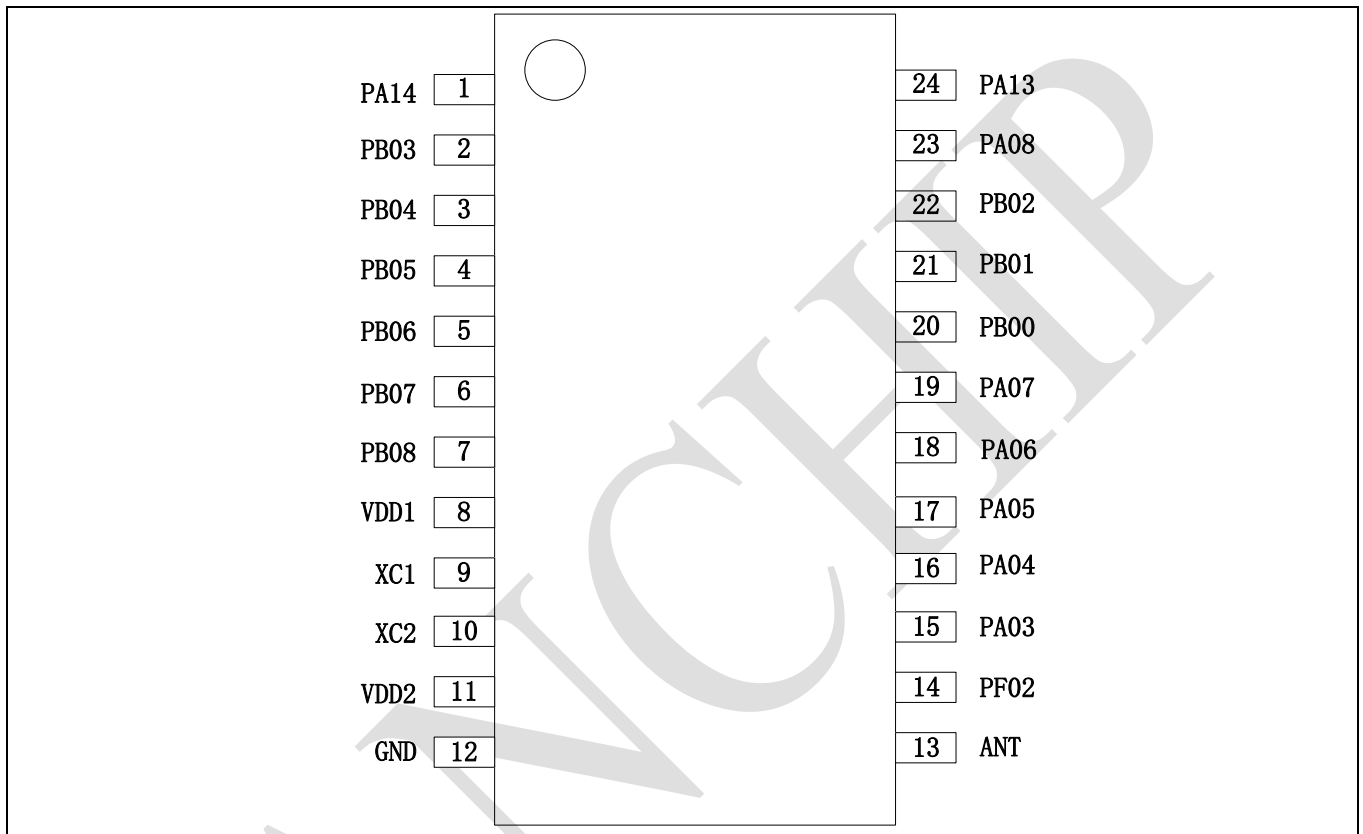 PA14 1 24 PA13
PB03 2 23 PA08
PB04 3 22 PB02
PB05 4 21 PB01
PB06 5 20 PB00
PB07 6 19 PA07
PB08 7 18 PA06
VDD1 8 17 PA05
XC1 9 16 PA04
XC2 10 15 PA03
VDD2 11 14 PF02
GND 12 13 ANT
NCHIP